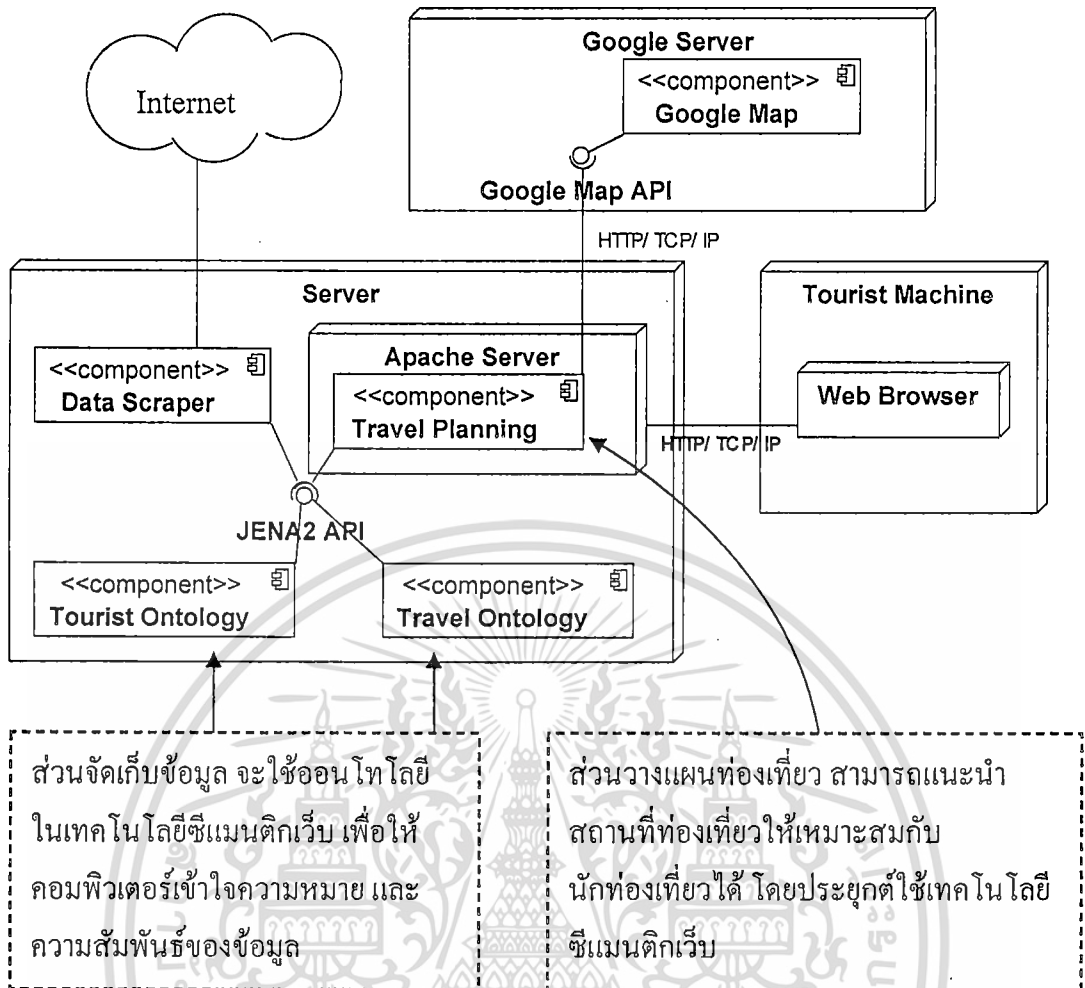 Internet
Google Server
<<component>>
Google Map
Google Map API
HTTP/ TCP/ IP
Server
Tourist Machine
Apache Server
<<component>>
Data Scraper
<<component>>
Travel Planning
Web Browser
HTTP/ TCP/ IP
JENA2 API
<<component>>
Tourist Ontology
<<component>>
Travel Ontology
ส่วนจัดเก็บข้อมูล จะใช้ออนโทโลยี
ในเทคโนโลยีซีแมนติกเว็บ เพื่อให้
คอมพิวเตอร์เข้าใจความหมาย และ
ความสัมพันธ์ของข้อมูล
ส่วนวางแผนท่องเที่ยว สามารถแนะนำ
สถานที่ท่องเที่ยวให้เหมาะสมกับ
นักท่องเที่ยวได้ โดยประยุกต์ใช้เทคโนโลยี
ซีแมนติกเว็บ